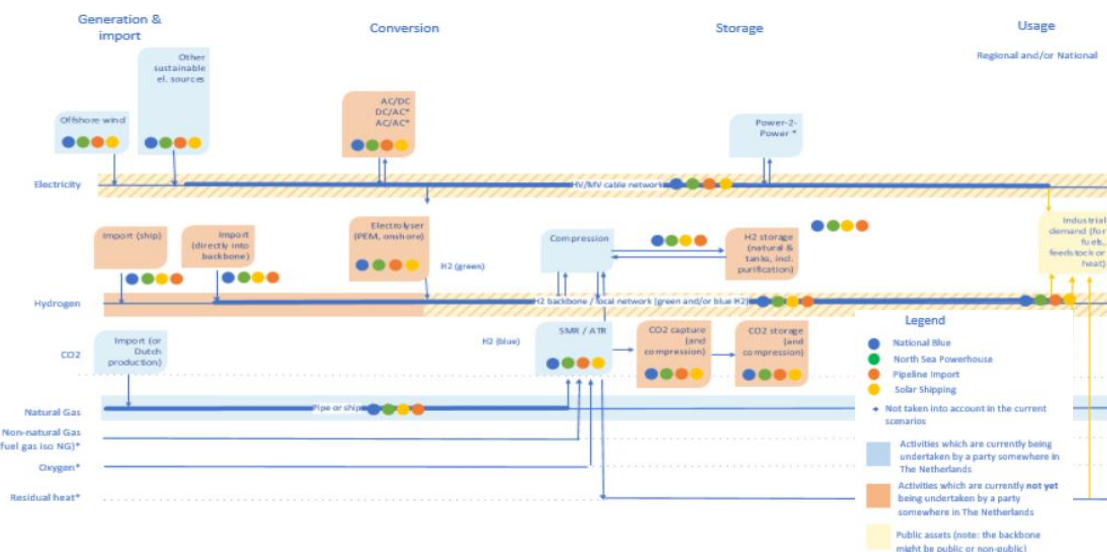 Generation &
import
Conversion
Storage
Usage
Regional and/or National
Other
sustainable
el. sources
Offshore wind
AC/DC
DC/AC*
AC/AC*
Power-2-
Power *
Electricity
HV/MV cable network
Import (ship)
Import
(directly into
backbone)
Electrolyser
(PEM, onshore)
H2 (green)
Compression
H2 storage
(natural &
tanks, incl.
purification)
Industrial
demand (for
fuels,
feedstock or
heat)
Hydrogen
H2 backbone / local network (green and/or blue H2)
CO2
Import (or
Dutch
production)
H2 (blue)
SMR / ATR
CO2 capture
(and
compression)
CO2 storage
(and
compression)
Natural Gas
Pipe or ship
Non-natural Gas
fuel gas iso NG)*
Oxygen*
Residual heat*
Legend
National Blue
North Sea Powerhouse
Pipeline Import
Solar Shipping
* Not taken into account in the current
scenarios
Activities which are currently being
undertaken by a party somewhere in
The Netherlands
Activities which are currently not yet
being undertaken by a party
somewhere in The Netherlands
Public assets (note: the backbone
might be public or non-public)